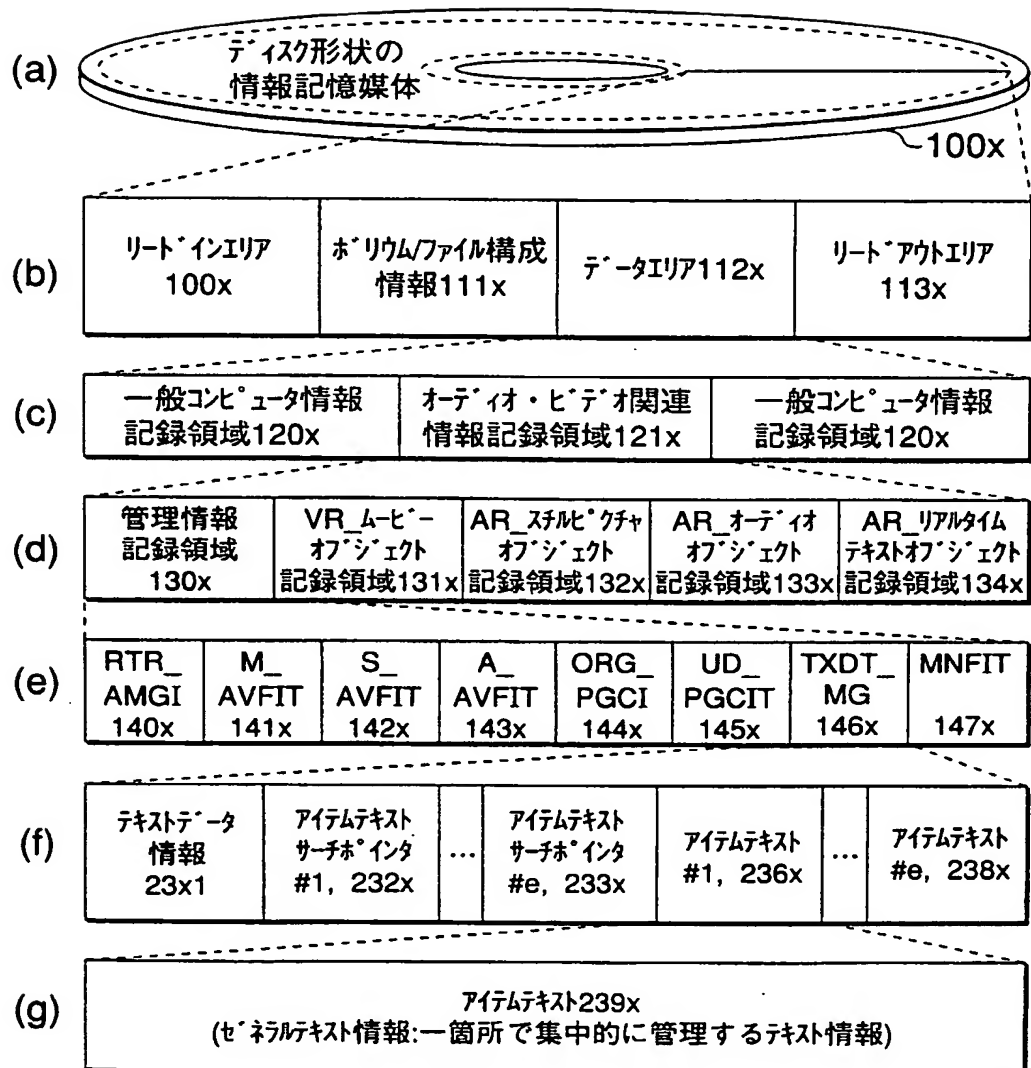 (a)
ディスク形状の
情報記憶媒体
100x
(b)
リードインエリア
100x
ボリウム/ファイル構成
情報111x
データエリア112x
リードアウトエリア
113x
(c)
一般コンピュータ情報
記録領域120x
オーディオ・ビデオ関連
情報記録領域121x
一般コンピュータ情報
記録領域120x
(d)
管理情報
記録領域
130x
VR_ムービー
オブジェクト
記録領域131x
AR_スチルピクチャ
オブジェクト
記録領域132x
AR_オーディオ
オブジェクト
記録領域133x
AR_リアルタイム
テキストオブジェクト
記録領域134x
(e)
RTR_
AMGI
140x
M_
AVFIT
141x
S_
AVFIT
142x
A_
AVFIT
143x
ORG_
PGCI
144x
UD_
PGCIT
145x
TXDT_
MG
146x
MNFIT
147x
(f)
テキストデータ
情報
23x1
アイテムテキスト
サーチポインタ
#1, 232x
...
アイテムテキスト
サーチポインタ
#e, 233x
アイテムテキスト
#1, 236x
...
アイテムテキスト
#e, 238x
(g)
アイテムテキスト239x
(ゼネラルテキスト情報:一箇所で集中的に管理するテキスト情報)